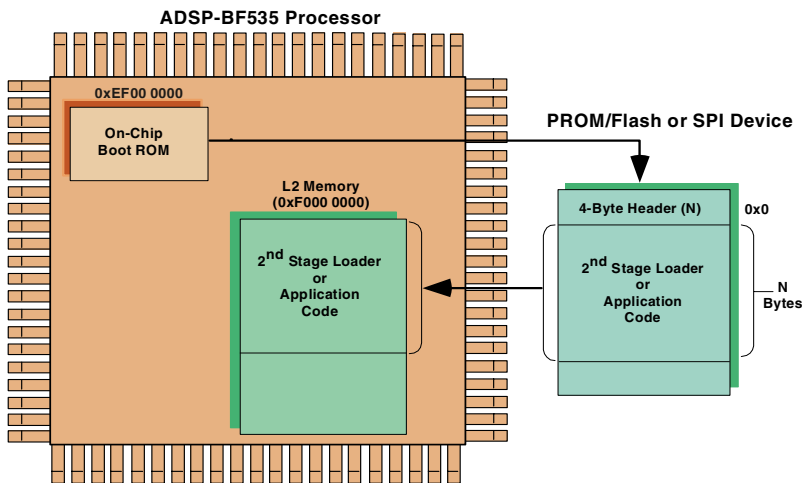 ADSP-BF535 Processor
0xEF00 0000
On-Chip
Boot ROM
L2 Memory
(0xF000 0000)
2nd Stage Loader
or
Application
Code
PROM/Flash or SPI Device
4-Byte Header (N)
0x0
2nd Stage Loader
or
Application
Code
N
Bytes